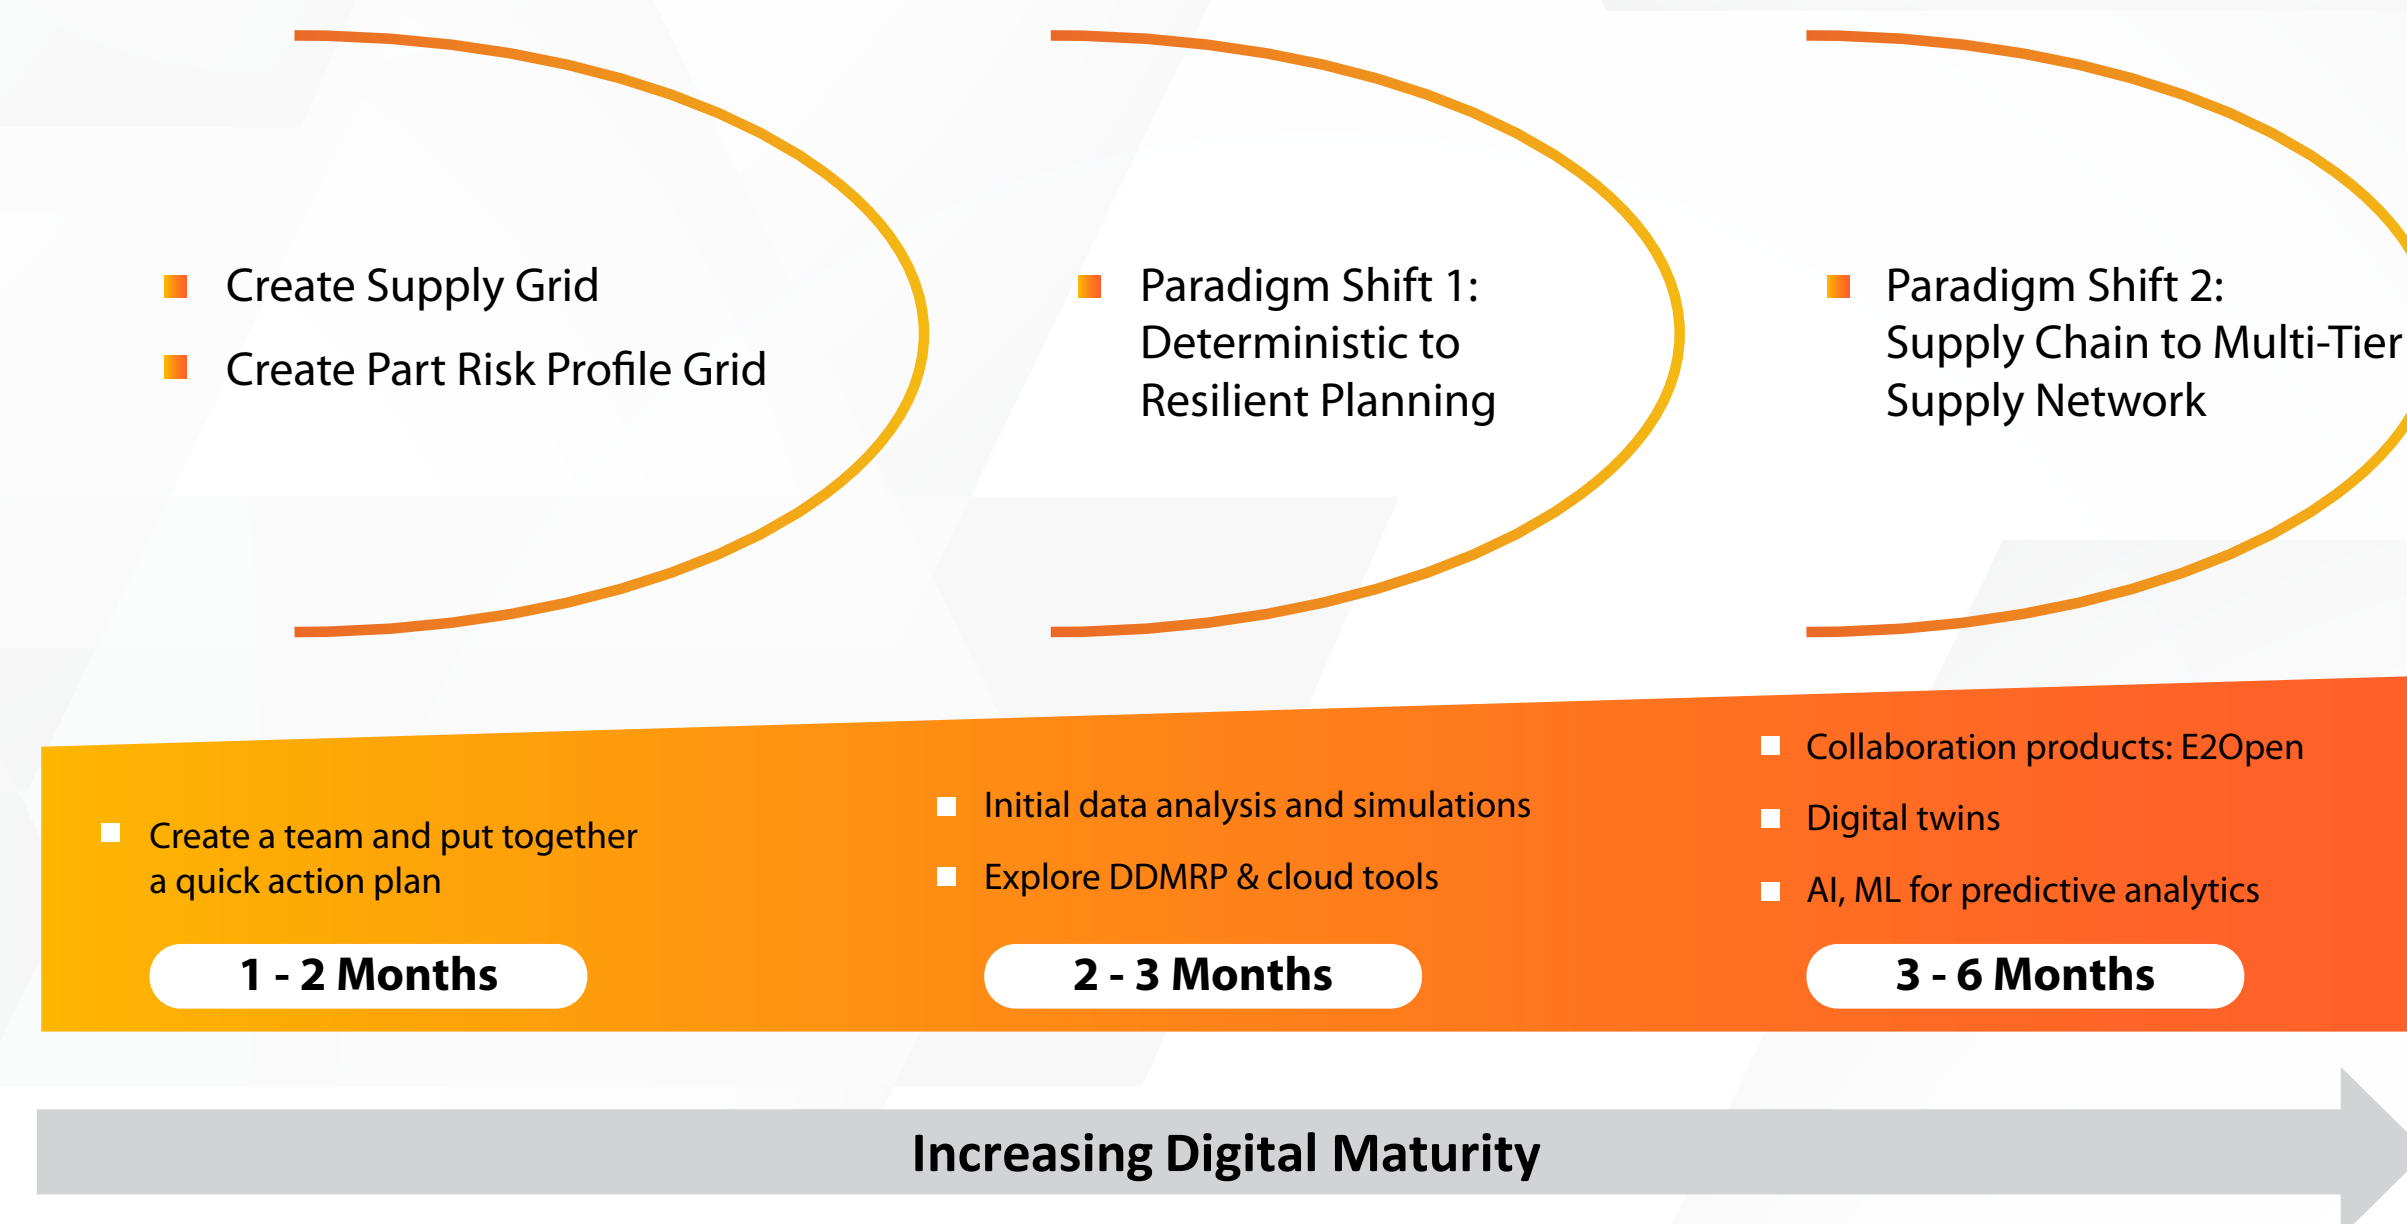 Create Supply Grid
Create Part Risk Profile Grid
Paradigm Shift 1:
Deterministic to
Resilient Planning
Paradigm Shift 2:
Supply Chain to Multi-Tier
Supply Network
Create a team and put together
a quick action plan
1 - 2 Months
Initial data analysis and simulations
Explore DDMRP & cloud tools
2 - 3 Months
Collaboration products: E2Open
Digital twins
AI, ML for predictive analytics
3 - 6 Months
Increasing Digital Maturity